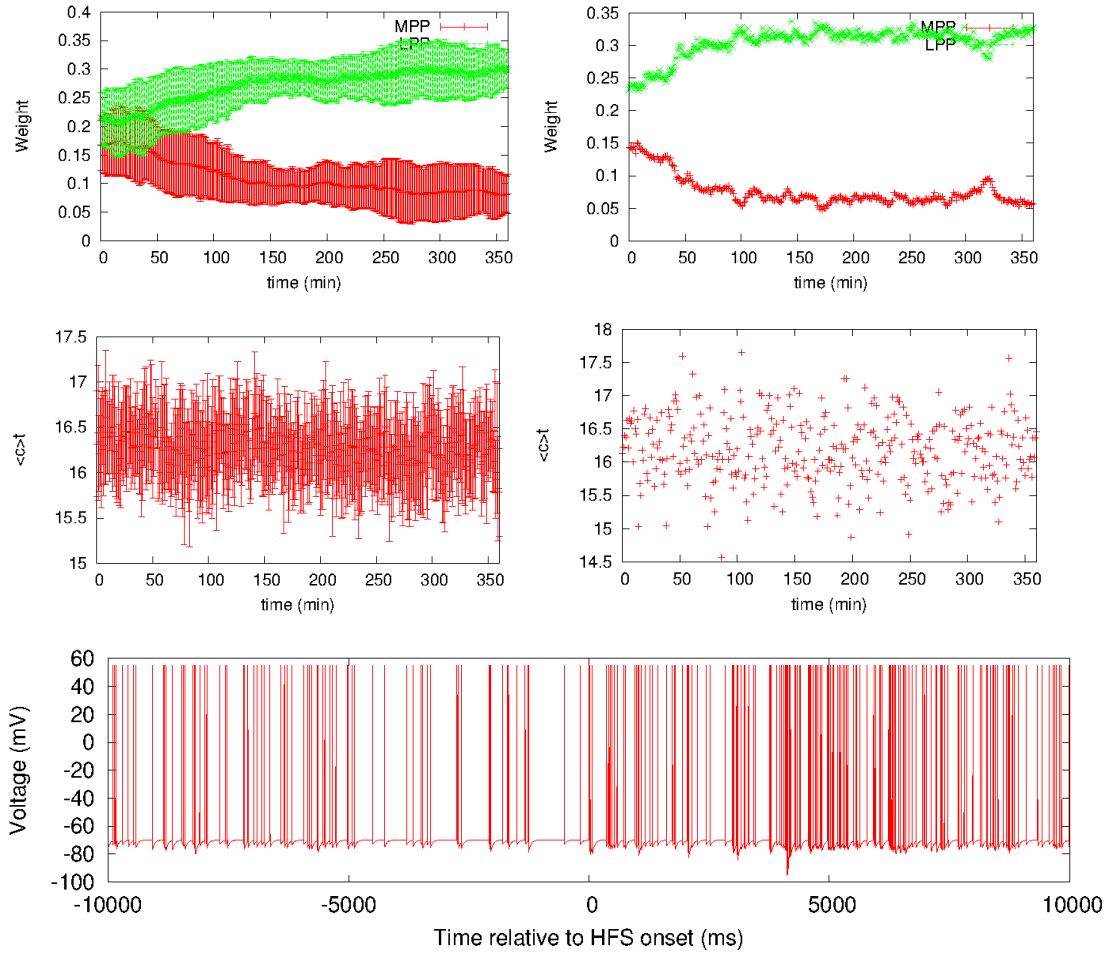 0.4
0.35
0.3
0.25
0.2
0.15
0.1
0.05
0
Weight
MPP
LPP
0 50 100 150 200 250 300 350
time (min)
0.35
0.3
0.25
0.2
0.15
0.1
0.05
0
Weight
MPP
LPP
0 50 100 150 200 250 300 350
time (min)
17.5
17
16.5
16
15.5
15
<c>t
0 50 100 150 200 250 300 350
time (min)
18
17.5
17
16.5
16
15.5
15
14.5
<c>t
0 50 100 150 200 250 300 350
time (min)
60
40
20
0
-20
-40
-60
-80
-100
Voltage (mV)
-10000 -5000 0 5000 10000
Time relative to HFS onset (ms)